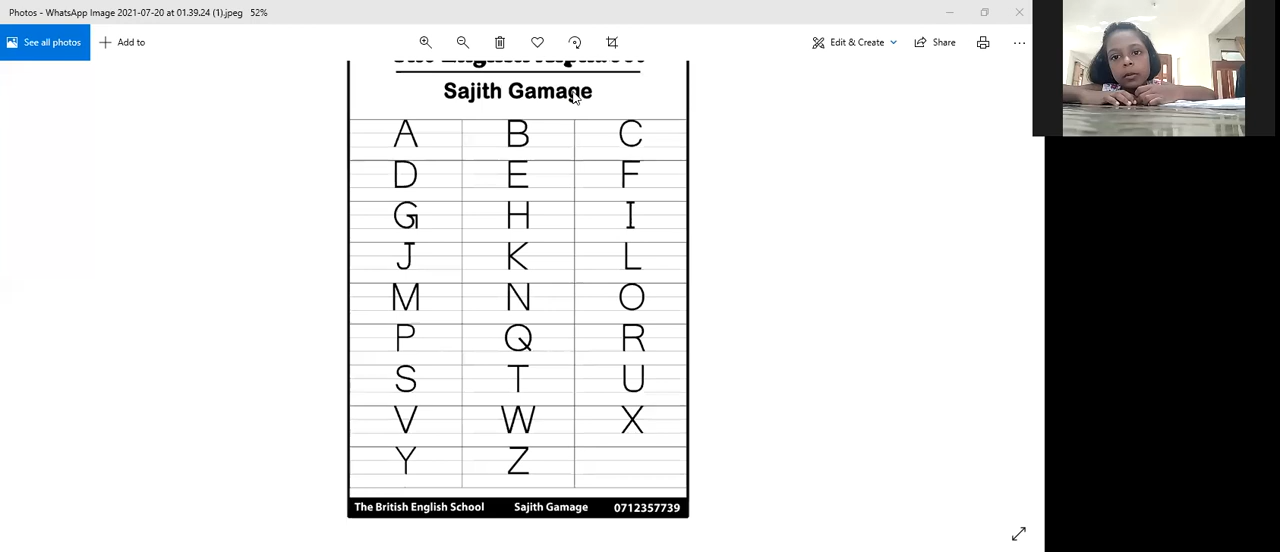 Photos - WhatsApp Image 2021-07-20 at 01.39.24 (1).jpeg 52%
See all photos Add to Edit & Create Share
Sajith Gamage
A B C
D E F
G H I
J K L
M N O
P Q R
S T U
V W X
Y Z
The British English School Sajith Gamage 0712357739